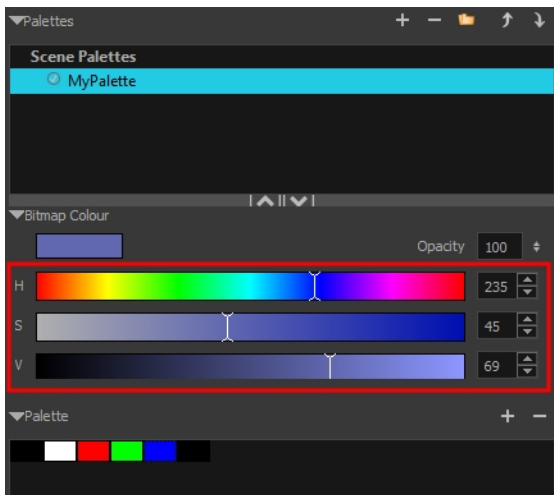 Palettes
Scene Palettes
MyPalette
Bitmap Colour
Opacity 100
H 235
S 45
V 69
Palette